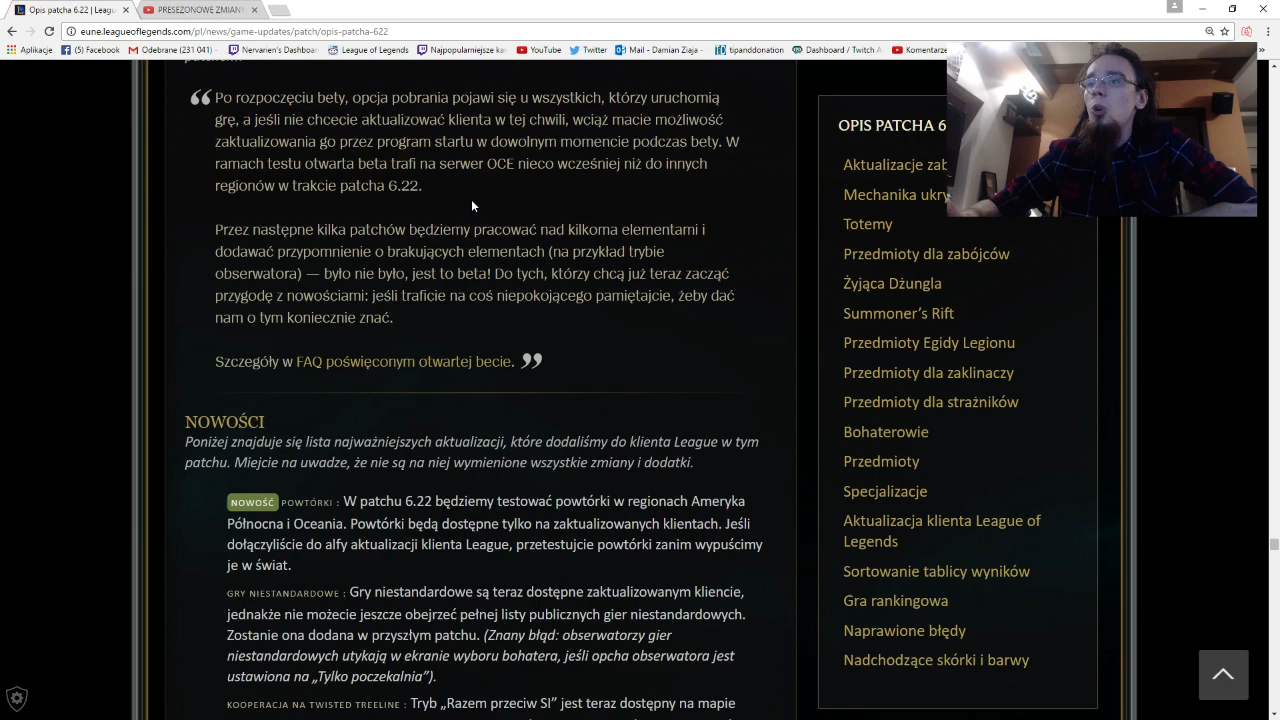 Opis patcha 6.22 | Leagu
PRESEZONOWE ZMIANY
eune.leagueoflegends.com/pl/news/game-updates/patch/opis-patcha-622
Aplikacje (5) Facebook Odebrane (231 041) Nervarien's Dashboa League of Legends Najpopularniejsze ka YouTube Twitter Mail - Damian Ziaja tipanddonation Dashboard / Twitch Komentarze
Po rozpoczęciu bety, opcja pobrania pojawi się u wszystkich, którzy uruchomią
grę, a jeśli nie chcecie aktualizować klienta w tej chwili, wciąż macie możliwość
zaktualizowania go przez program startu w dowolnym momencie podczas bety. W
ramach testu otwarta beta trafi na serwer OCE nieco wcześniej niż do innych
regionów w trakcie patcha 6.22.
Przez następne kilka patchów będziemy pracować nad kilkoma elementami i
dodawać przypomnienie o brakujących elementach (na przykład trybie
obserwatora) — było nie było, jest to beta! Do tych, którzy chcą już teraz zacząć
przygodę z nowościami: jeśli traficie na coś niepokojącego pamiętajcie, żeby dać
nam o tym koniecznie znać.
Szczegóły w FAQ poświęconym otwartej becie.
NOWOŚCI
Poniżej znajduje się lista najważniejszych aktualizacji, które dodaliśmy do klienta League w tym
patchu. Miejcie na uwadze, że nie są na niej wymienione wszystkie zmiany i dodatki.
NOWOŚĆ POWTÓRKI : W patchu 6.22 będziemy testować powtórki w regionach Ameryka
Północna i Oceania. Powtórki będą dostępne tylko na zaktualizowanych klientach. Jeśli
dołączyliście do alfy aktualizacji klienta League, przetestujcie powtórki zanim wypuścimy
je w świat.
GRY NIESTANDARDOWE : Gry niestandardowe są teraz dostępne zaktualizowanym kliencie,
jednakże nie możecie jeszcze obejrzeć pełnej listy publicznych gier niestandardowych.
Zostanie ona dodana w przyszłym patchu. (Znany błąd: obserwatorzy gier
niestandardowych utykają w ekranie wyboru bohatera, jeśli opcha obserwatora jest
ustawiona na „Tylko poczekalnia”).
KOOPERACJA NA TWISTED TREELINE : Tryb „Razem przeciw SI” jest teraz dostępny na mapie
OPIS PATCHA 6
Aktualizacje zab
Mechanika ukry
Totemy
Przedmioty dla zabójców
Żyjąca Dżungla
Summoner’s Rift
Przedmioty Egidy Legionu
Przedmioty dla zaklinaczy
Przedmioty dla strażników
Bohaterowie
Przedmioty
Specjalizacje
Aktualizacja klienta League of
Legends
Sortowanie tablicy wyników
Gra rankingowa
Naprawione błędy
Nadchodzące skórki i barwy